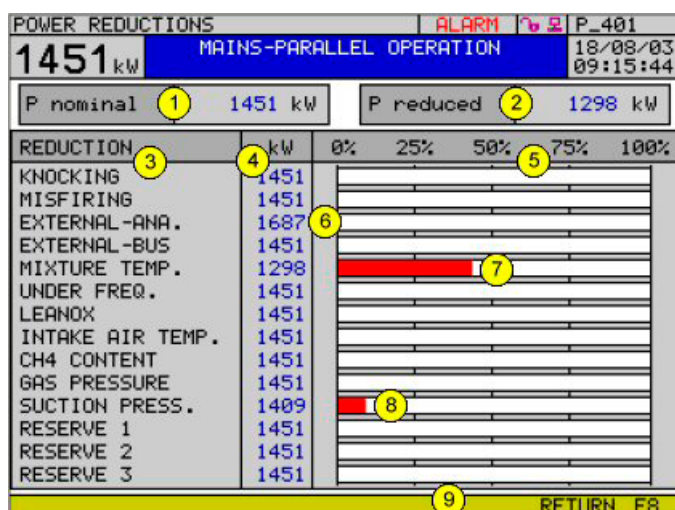 POWER REDUCTIONS ALARM P_401
1451 kW MAINS-PARALLEL OPERATION 18/08/03
09:15:44
P nominal 1 1451 kW P reduced 2 1298 kW
REDUCTION 3 4 kW 0% 25% 50% 5 75% 100%
KNOCKING 1451
MISFIRING 1451
EXTERNAL-ANA. 1687 6
EXTERNAL-BUS 1451
MIXTURE TEMP. 1298 7
UNDER FREQ. 1451
LEANOX 1451
INTAKE AIR TEMP. 1451
CH4 CONTENT 1451
GAS PRESSURE 1451
SUCTION PRESS. 1409 8
RESERVE 1 1451
RESERVE 2 1451
RESERVE 3 1451
9 RETURN F8